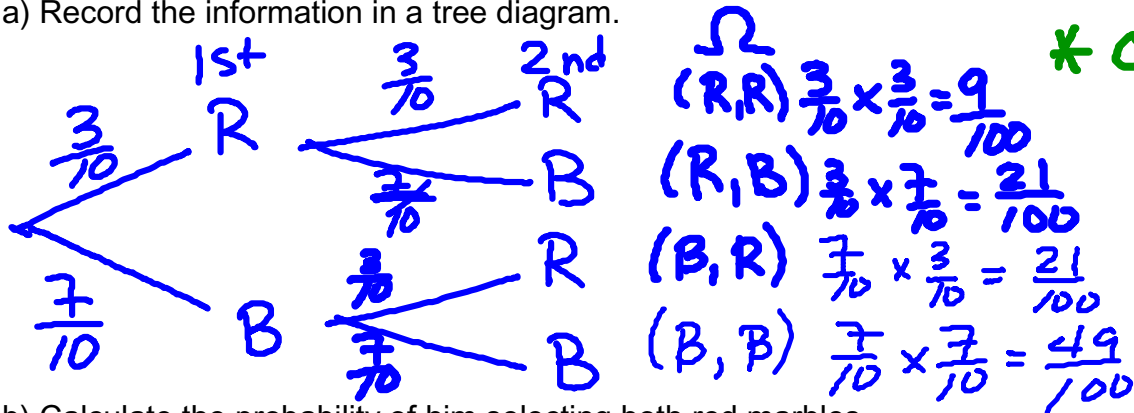 a) Record the information in a tree diagram.
1st 3/10 2nd Ω * C
3/10 R R (R,R) 3/10 x 3/10 = 9/100
7/10 B (R,B) 3/10 x 7/10 = 21/100
7/10 B 3/10 R (B,R) 7/10 x 3/10 = 21/100
7/10 B (B,B) 7/10 x 7/10 = 49/100
b) Calculate the probability of him selecting both red marbles